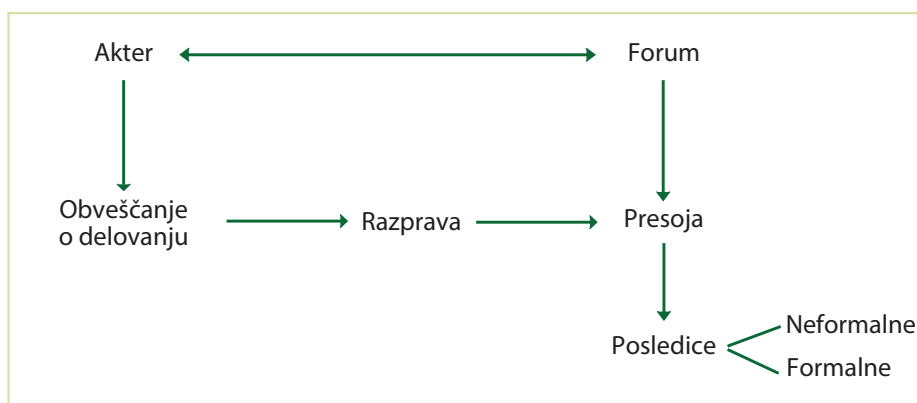 Akter
Forum
Obveščanje
o delovanju
Razprava
Presoja
Posledice
Neformalne
Formalne